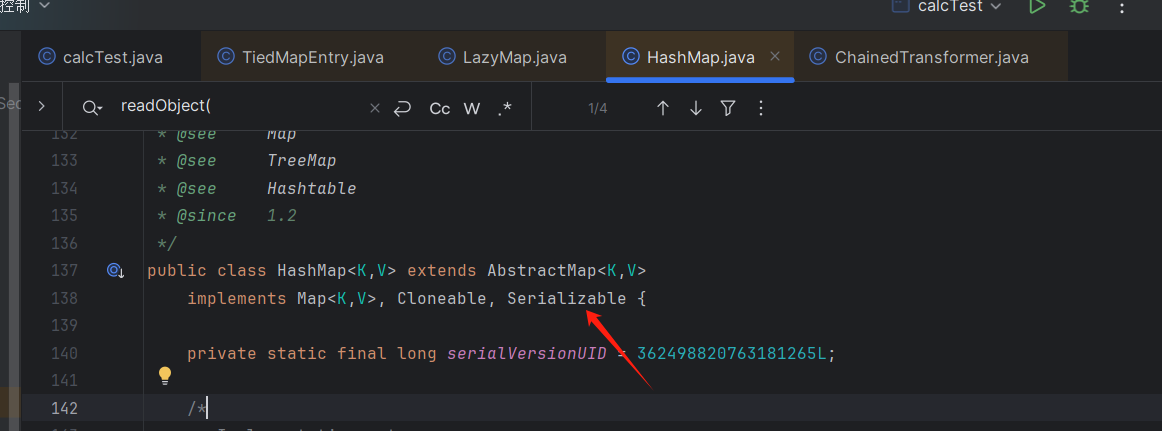 控制
calcTest
calcTest.java TiedMapEntry.java LazyMap.java HashMap.java ChainedTransformer.java
readObject( Cc W .* 1/4
132 * @see Map
133 * @see TreeMap
134 * @see Hashtable
135 * @since 1.2
136 */
137 public class HashMap<K,V> extends AbstractMap<K,V>
138 implements Map<K,V>, Cloneable, Serializable {
139
140 private static final long serialVersionUID = 362498820763181265L;
141
142 /*